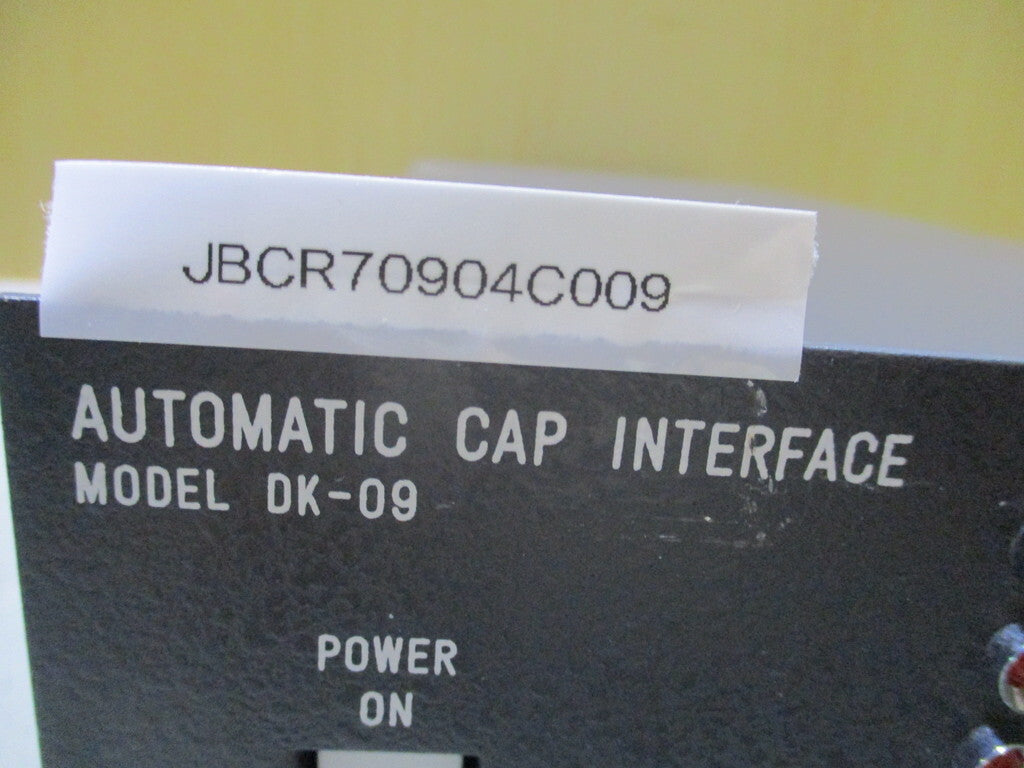 JBCR70904C009
AUTOMATIC CAP INTERFACE
MODEL DK-09
POWER
ON